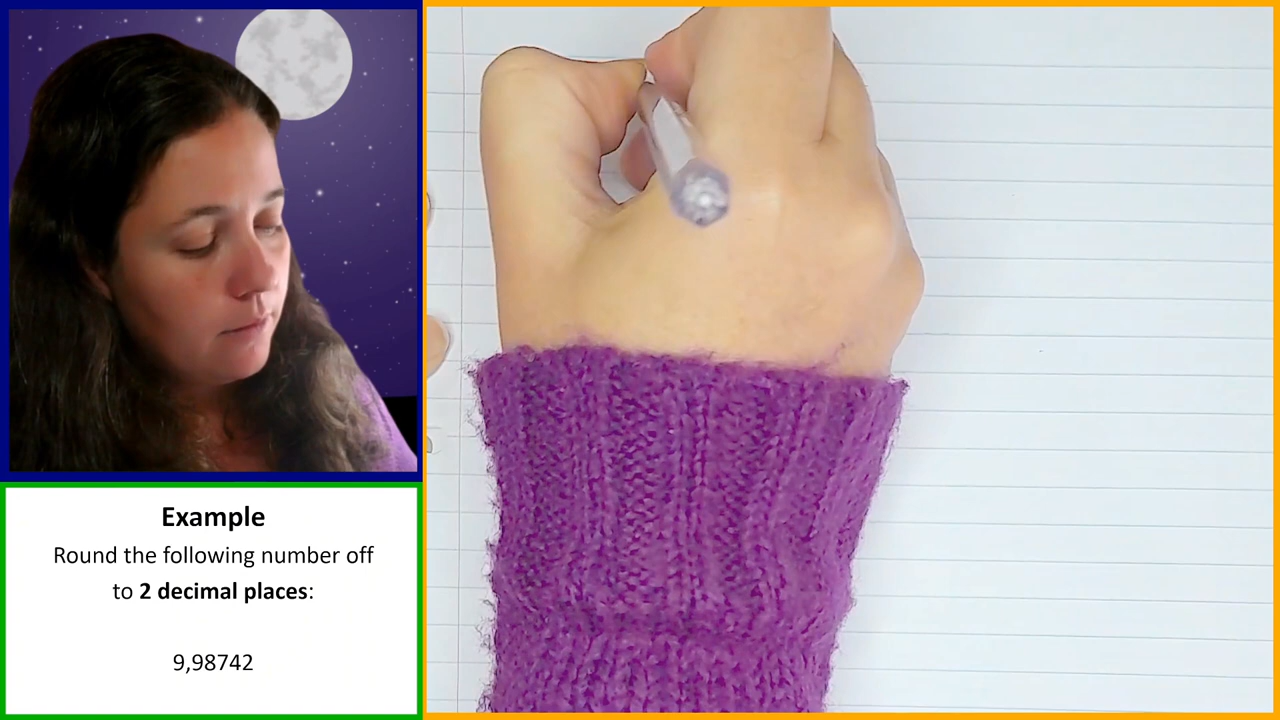 Example
Round the following number off
to 2 decimal places:
9,98742